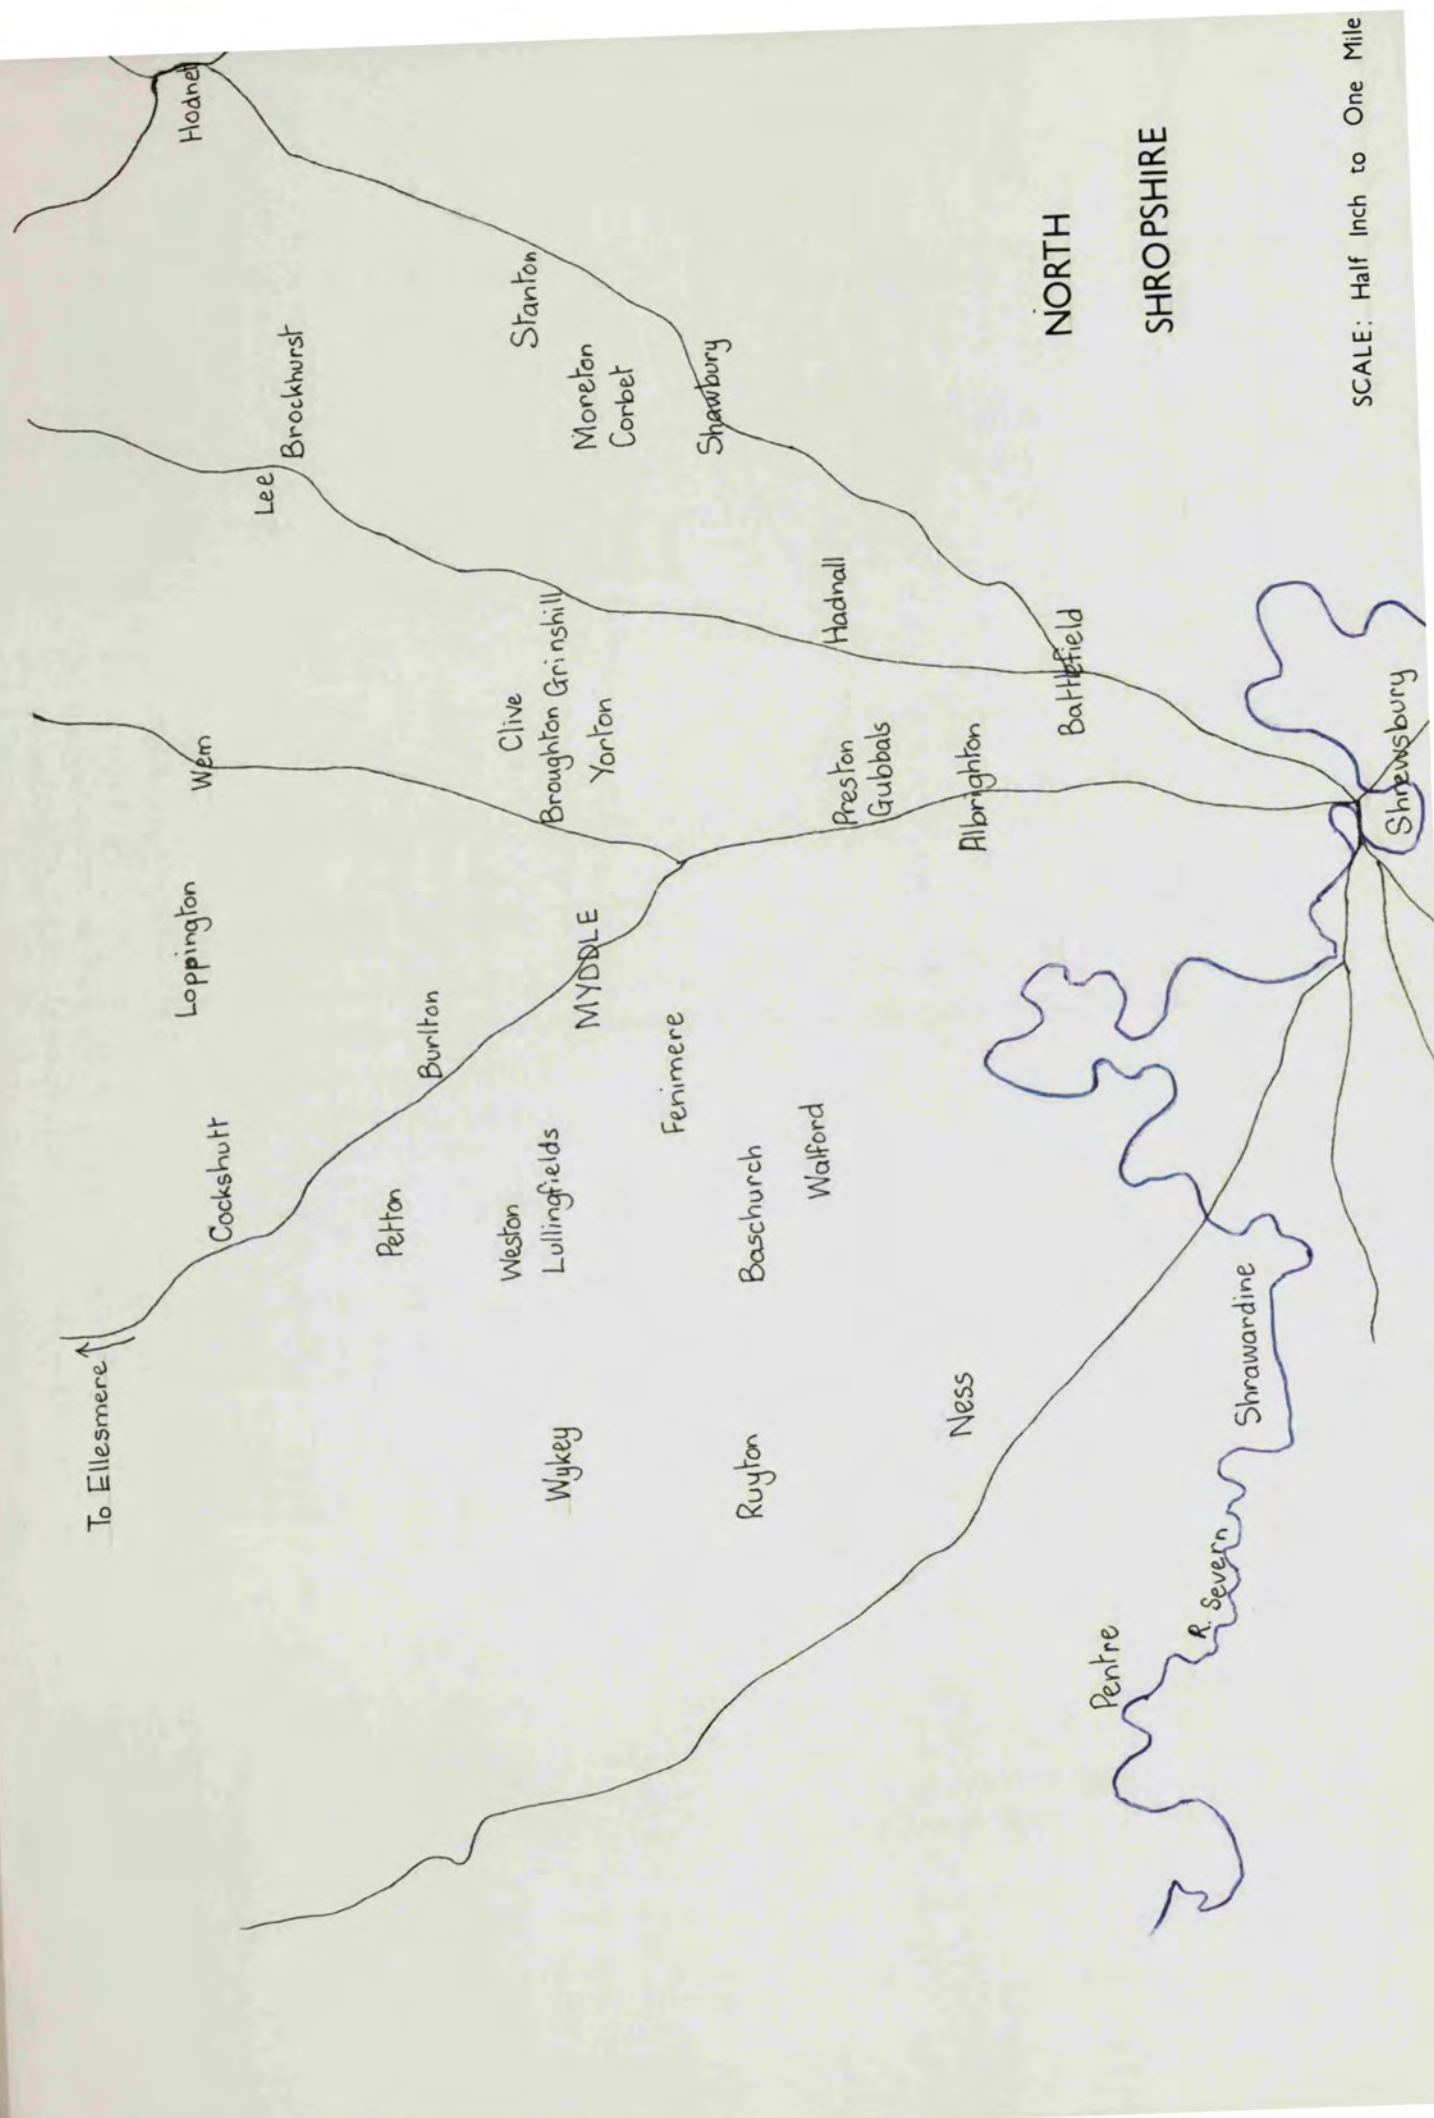 To Ellesmere
Loppington
Wem
Hodnet
Cockshutt
Lee
Brockhurst
Petton
Burlton
Weston
Lullingfields
Clive
Broughton
Grinshill
Yorton
Stanton
Moreton
Corbet
Wykey
MYDDLE
Fenimere
Shawbury
Ruyton
Baschurch
Walford
Preston
Gubbals
Hadnall
Ness
Albrighton
Battlefield
NORTH
SHROPSHIRE
Pentre
R. Severn
Shrawardine
Shrewsbury
SCALE: Half Inch to One Mile